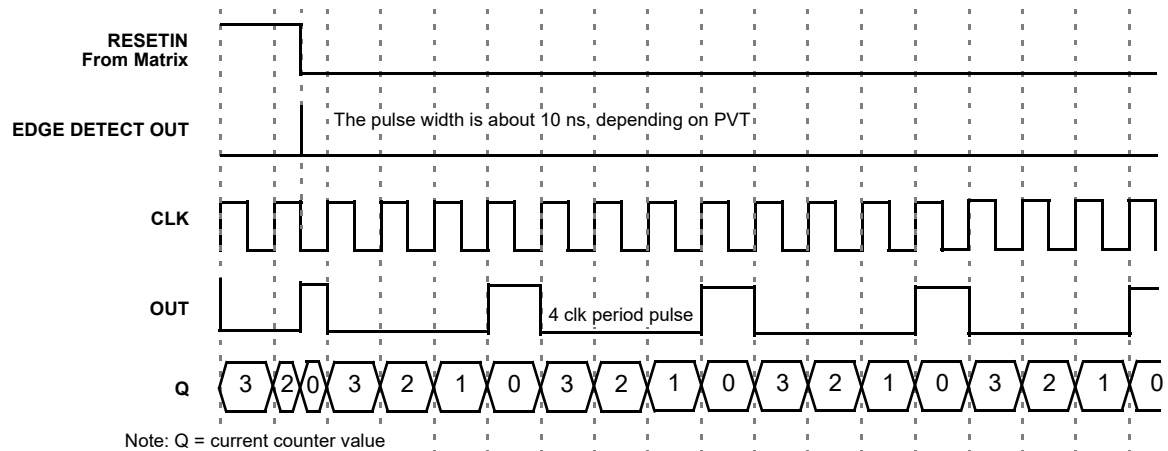 RESETIN
From Matrix
EDGE DETECT OUT
The pulse width is about 10 ns, depending on PVT
CLK
OUT
4 clk period pulse
Q
3 2 0 3 2 1 0 3 2 1 0 3 2 1 0 3 2 1 0
Note: Q = current counter value